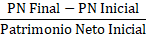 PN Final − PN Inicial
Patrimonio Neto Inicial